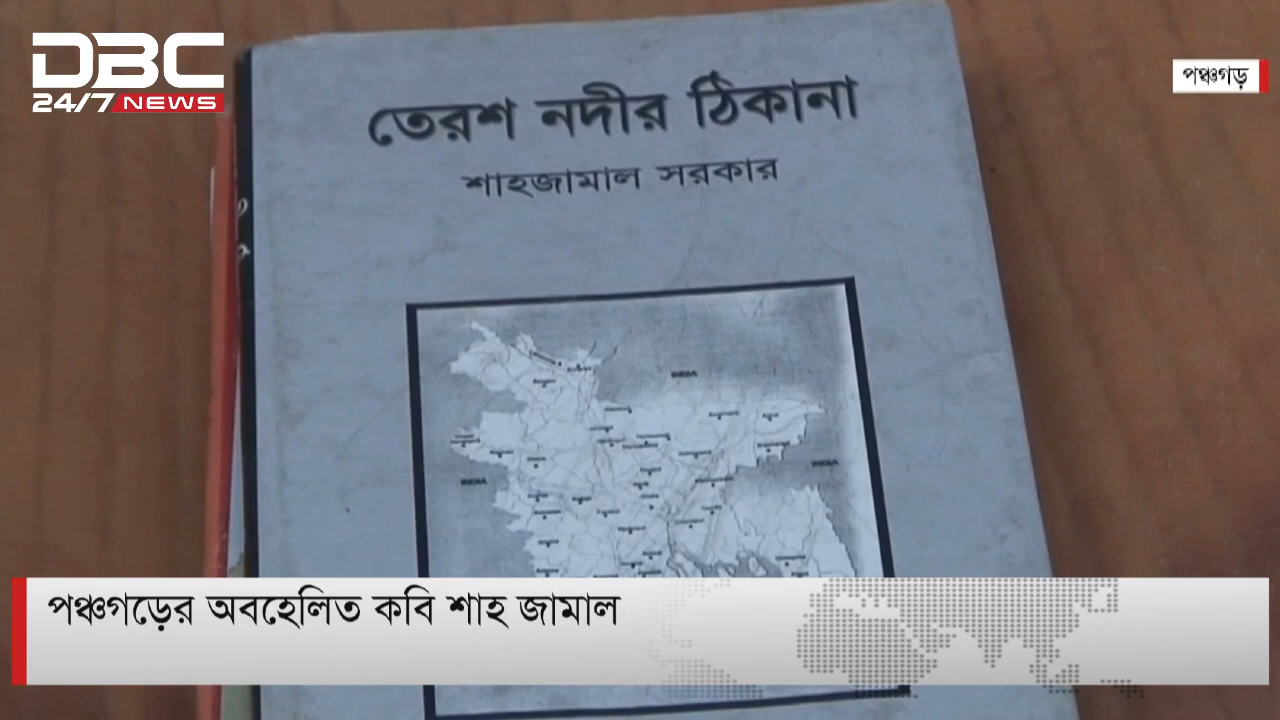 DBC
24/7 NEWS
পঞ্চগড়
তেরশ নদীর ঠিকানা
শাহজামাল সরকার
INDIA
INDIA
INDIA
পঞ্চগড়ের অবহেলিত কবি শাহ জামাল